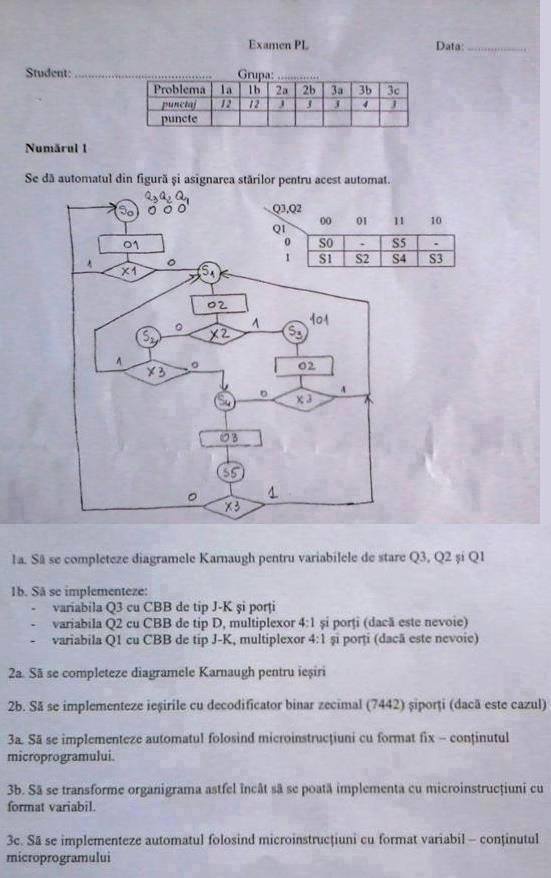 Examen PL Data: ..................
Student: .......................................... Grupa: .............
Problema 1a 1b 2a 2b 3a 3b 3c
punctaj 12 12 3 3 3 4 3
puncte
Numărul 1
Se dă automatul din figură şi asignarea stărilor pentru acest automat.
Q3 Q2 Q1
S0 0 0 0
01
1 X1 0
S1
02
S2 0 X2 1 S3 101
1 X3 0
02
S4 0 X3 1
03
S5
0 X3 1
Q3,Q2
00 01 11 10
Q1
0 S0 - S5 -
1 S1 S2 S4 S3
1a. Să se completeze diagramele Karnaugh pentru variabilele de stare Q3, Q2 şi Q1
1b. Să se implementeze:
- variabila Q3 cu CBB de tip J-K şi porţi
- variabila Q2 cu CBB de tip D, multiplexor 4:1 şi porţi (dacă este nevoie)
- variabila Q1 cu CBB de tip J-K, multiplexor 4:1 şi porţi (dacă este nevoie)
2a. Să se completeze diagramele Karnaugh pentru ieşiri
2b. Să se implementeze ieşirile cu decodificator binar zecimal (7442) şiporţi (dacă este cazul)
3a. Să se implementeze automatul folosind microinstrucţiuni cu format fix – conţinutul
microprogramului.
3b. Să se transforme organigrama astfel încât să se poată implementa cu microinstrucţiuni cu
format variabil.
3c. Să se implementeze automatul folosind microinstrucţiuni cu format variabil – conţinutul
microprogramului